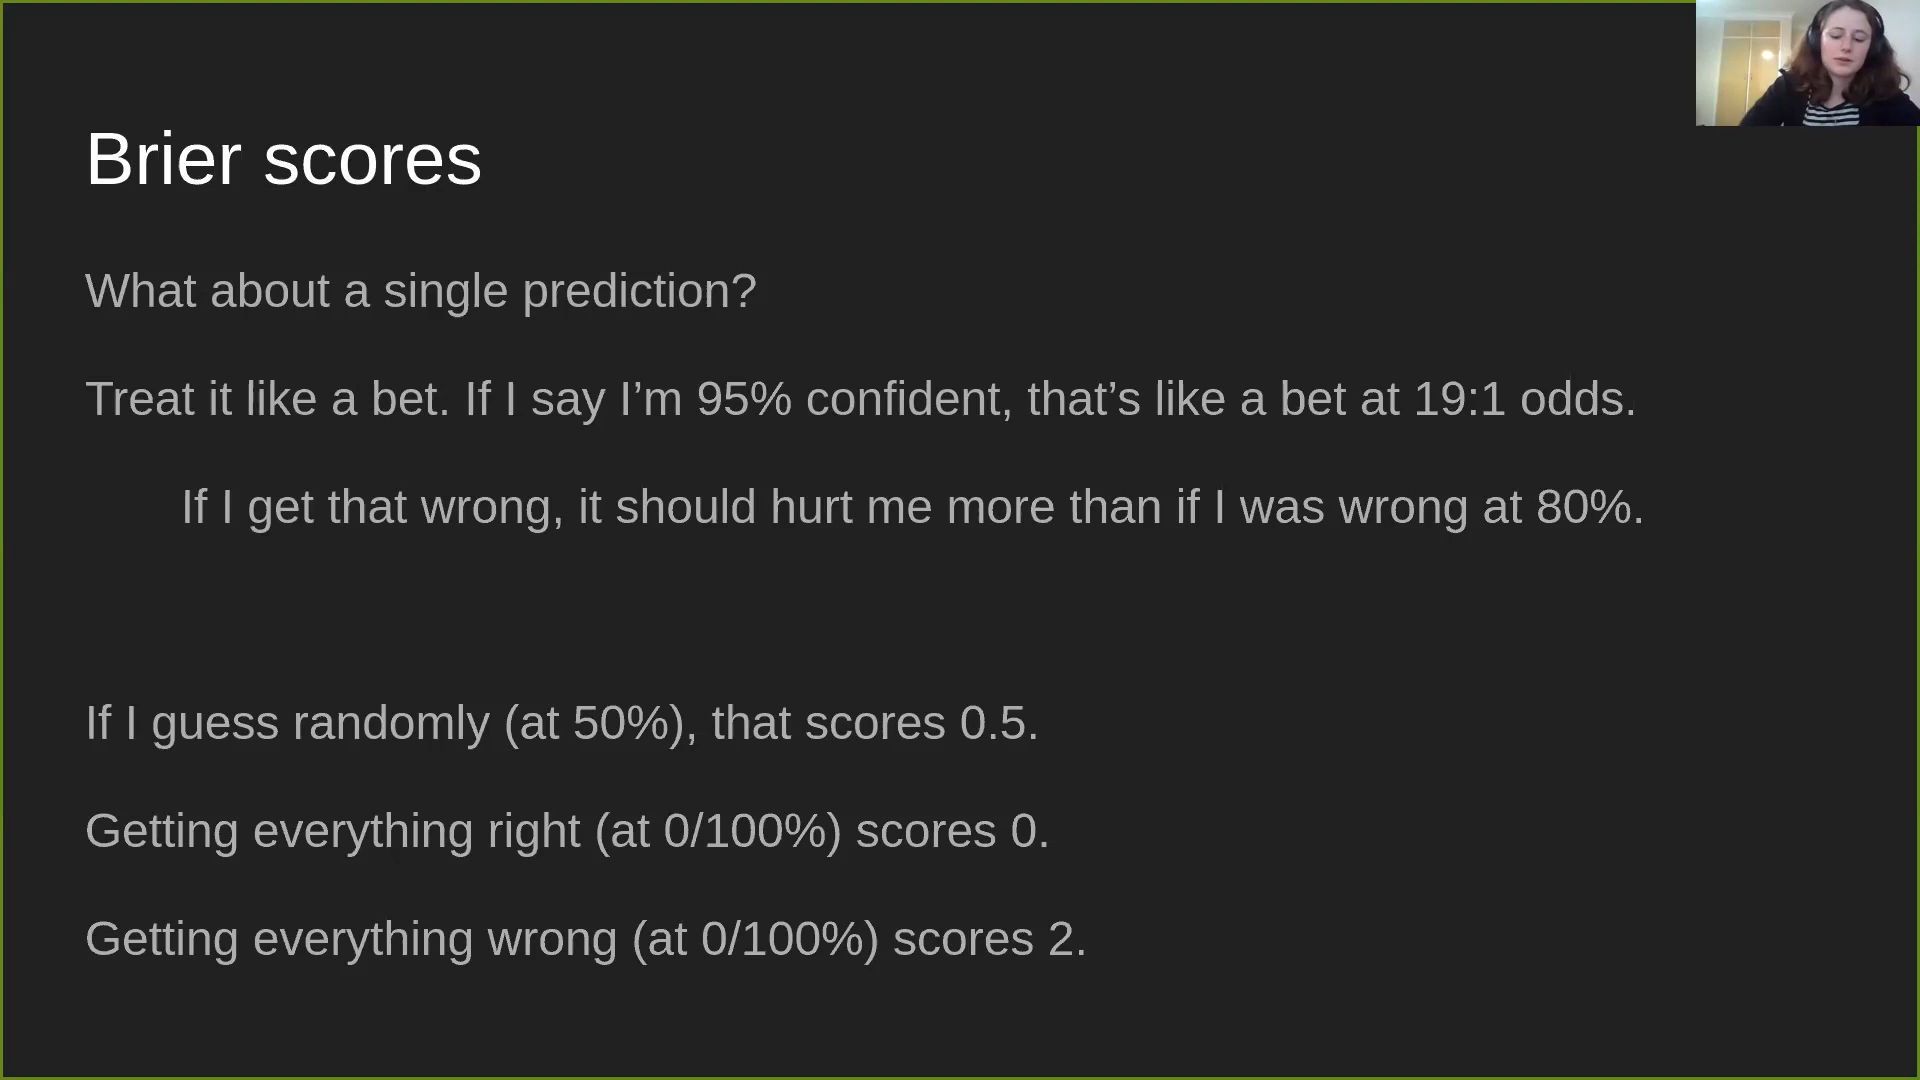 Brier scores
What about a single prediction?
Treat it like a bet. If I say I’m 95% confident, that’s like a bet at 19:1 odds.
If I get that wrong, it should hurt me more than if I was wrong at 80%.
If I guess randomly (at 50%), that scores 0.5.
Getting everything right (at 0/100%) scores 0.
Getting everything wrong (at 0/100%) scores 2.